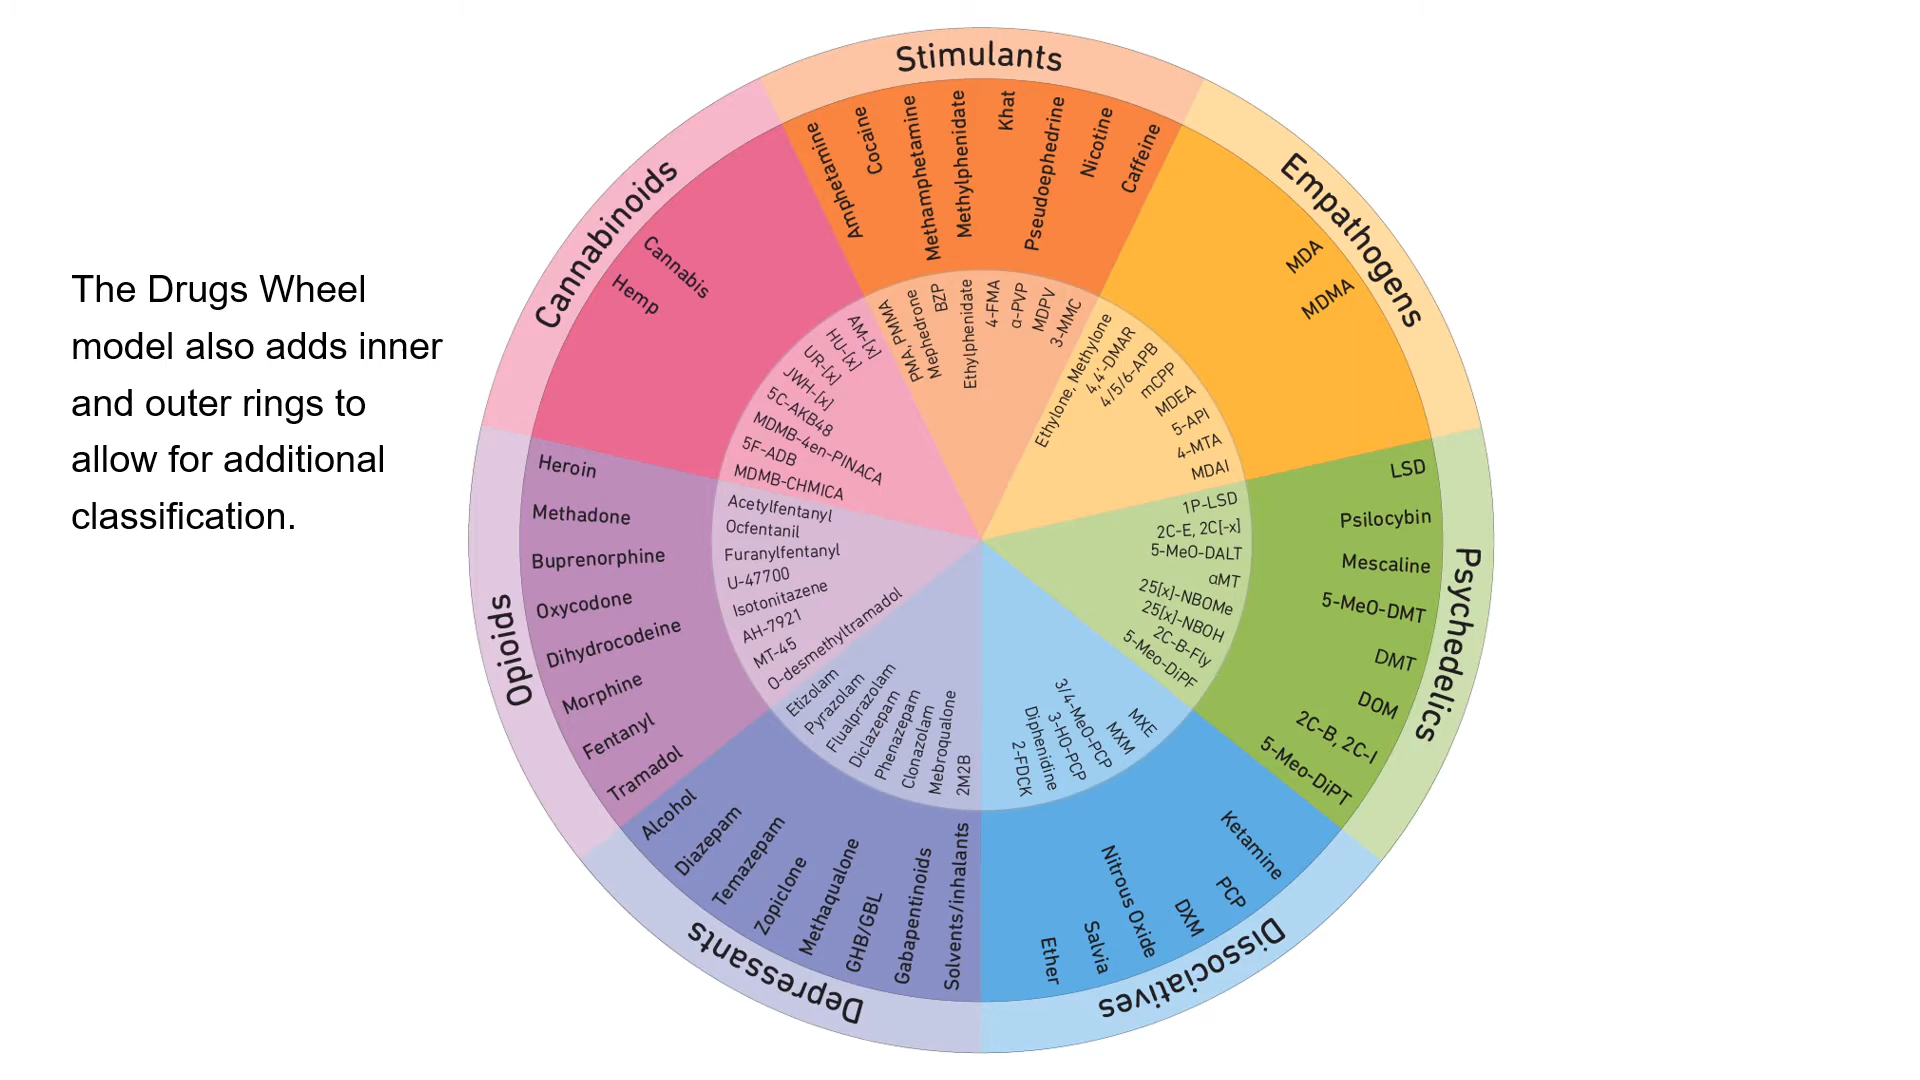 The Drugs Wheel
model also adds inner
and outer rings to
allow for additional
classification.
Stimulants
Amphetamine
Cocaine
Methamphetamine
Methylphenidate
Khat
Pseudoephedrine
Nicotine
Caffeine
PMA, PMMA
Mephedrone
BZP
Ethylphenidate
4-FMA
α-PVP
MDPV
3-MMC
Empathogens
MDA
MDMA
Ethylone, Methylone
4,4'-DMAR
4/5/6-APB
mCPP
MDEA
5-API
4-MTA
MDAI
Psychedelics
LSD
Psilocybin
Mescaline
5-MeO-DMT
DMT
DOM
2C-B, 2C-I
5-Meo-DiPT
1P-LSD
2C-E, 2C[-x]
5-MeO-DALT
αMT
25[x]-NBOMe
25[x]-NBOH
2C-B-Fly
5-Meo-DiPF
Dissociatives
Ketamine
PCP
DXM
Nitrous Oxide
Salvia
Ether
MXE
MXM
3/4-MeO-PCP
3-HO-PCP
Diphenidine
2-FDCK
Depressants
Solvents/inhalants
Gabapentinoids
GHB/GBL
Methaqualone
Zopiclone
Temazepam
Diazepam
Alcohol
2M2B
Mebroqualone
Clonazolam
Phenazepam
Diclazepam
Flualprazolam
Pyrazolam
Etizolam
Opioids
Tramadol
Fentanyl
Morphine
Dihydrocodeine
Oxycodone
Buprenorphine
Methadone
Heroin
O-desmethyltramadol
MT-45
AH-7921
Isotonitazene
U-47700
Furanylfentanyl
Ocfentanil
Acetylfentanyl
Cannabinoids
Hemp
Cannabis
MDMB-CHMICA
5F-ADB
MDMB-4en-PINACA
5C-AKB48
JWH-[x]
UR-[x]
HU-[x]
AM-[x]